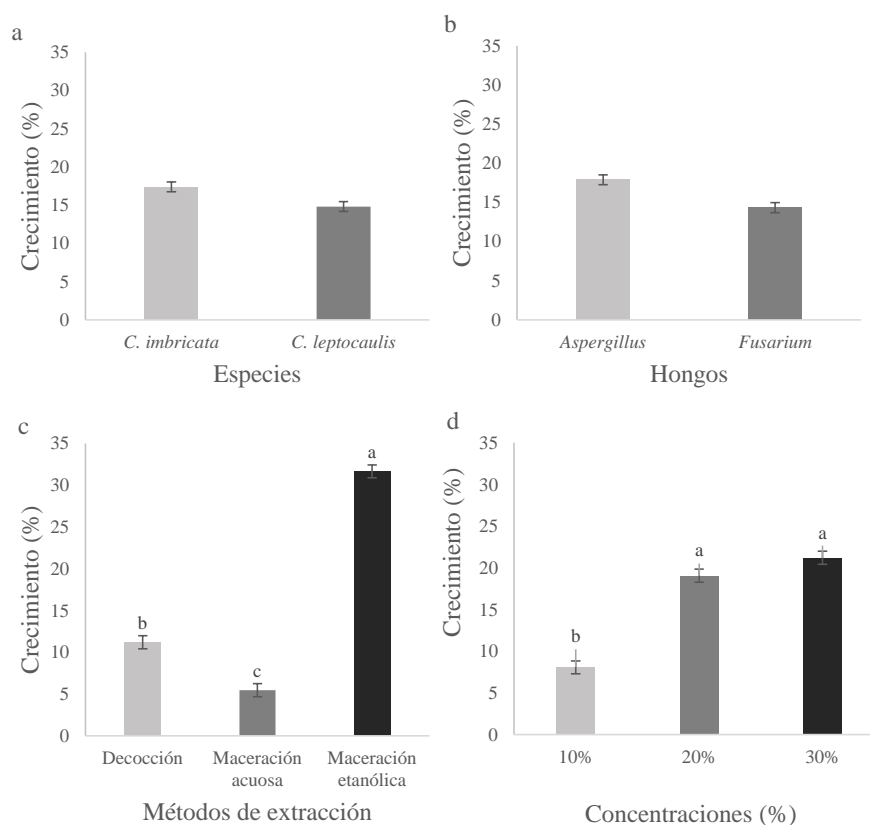 a
35
30
25
20
15
10
5
0
Crecimiento (%)
C. imbricata C. leptocaulis
Especies
b
35
30
25
20
15
10
5
0
Crecimiento (%)
Aspergillus Fusarium
Hongos
c
35
30
25
20
15
10
5
0
Crecimiento (%)
b
c
a
Decocción Maceración Maceración
acuosa etanólica
Métodos de extracción
d
35
30
25
20
15
10
5
0
Crecimiento (%)
b
a
a
10% 20% 30%
Concentraciones (%)